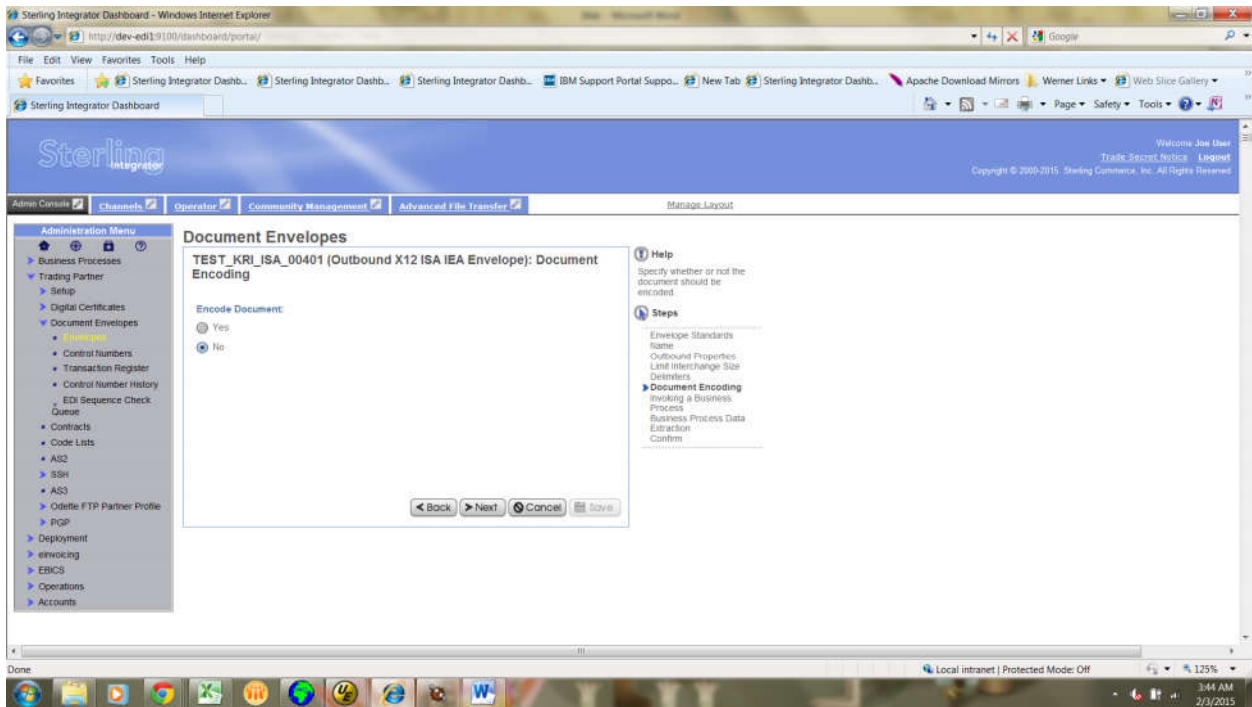 Sterling Integrator Dashboard - Windows Internet Explorer
http://dev-edi1:9100/dashboard/portal/
Google
File Edit View Favorites Tools Help
Favorites Sterling Integrator Dashb... Sterling Integrator Dashb... Sterling Integrator Dashb... IBM Support Portal Suppo... New Tab Sterling Integrator Dashb... Apache Download Mirrors Werner Links Web Slice Gallery
Sterling Integrator Dashboard
Page Safety Tools
Sterling
Integrator
Welcome Joe User
Trade Secret Notice Logout
Copyright © 2000-2015 Sterling Commerce, Inc. All Rights Reserved
Admin Console Channels Operator Community Management Advanced File Transfer Manage Layout
Administration Menu
Business Processes
Trading Partner
Setup
Digital Certificates
Document Envelopes
Envelopes
Control Numbers
Transaction Register
Control Number History
EDI Sequence Check
Queue
Contracts
Code Lists
AS2
SSH
AS3
Odette FTP Partner Profile
PGP
Deployment
einvoicing
EBICS
Operations
Accounts
Document Envelopes
TEST_KRI_ISA_00401 (Outbound X12 ISA IEA Envelope): Document
Encoding
Encode Document:
Yes
No
Back Next Cancel Save
Help
Specify whether or not the
document should be
encoded.
Steps
Envelope Standards
Name
Outbound Properties
Limit Interchange Size
Delimiters
Document Encoding
Invoking a Business
Process
Business Process Data
Extraction
Confirm
Done
Local intranet | Protected Mode: Off
125%
3:44 AM
2/3/2015